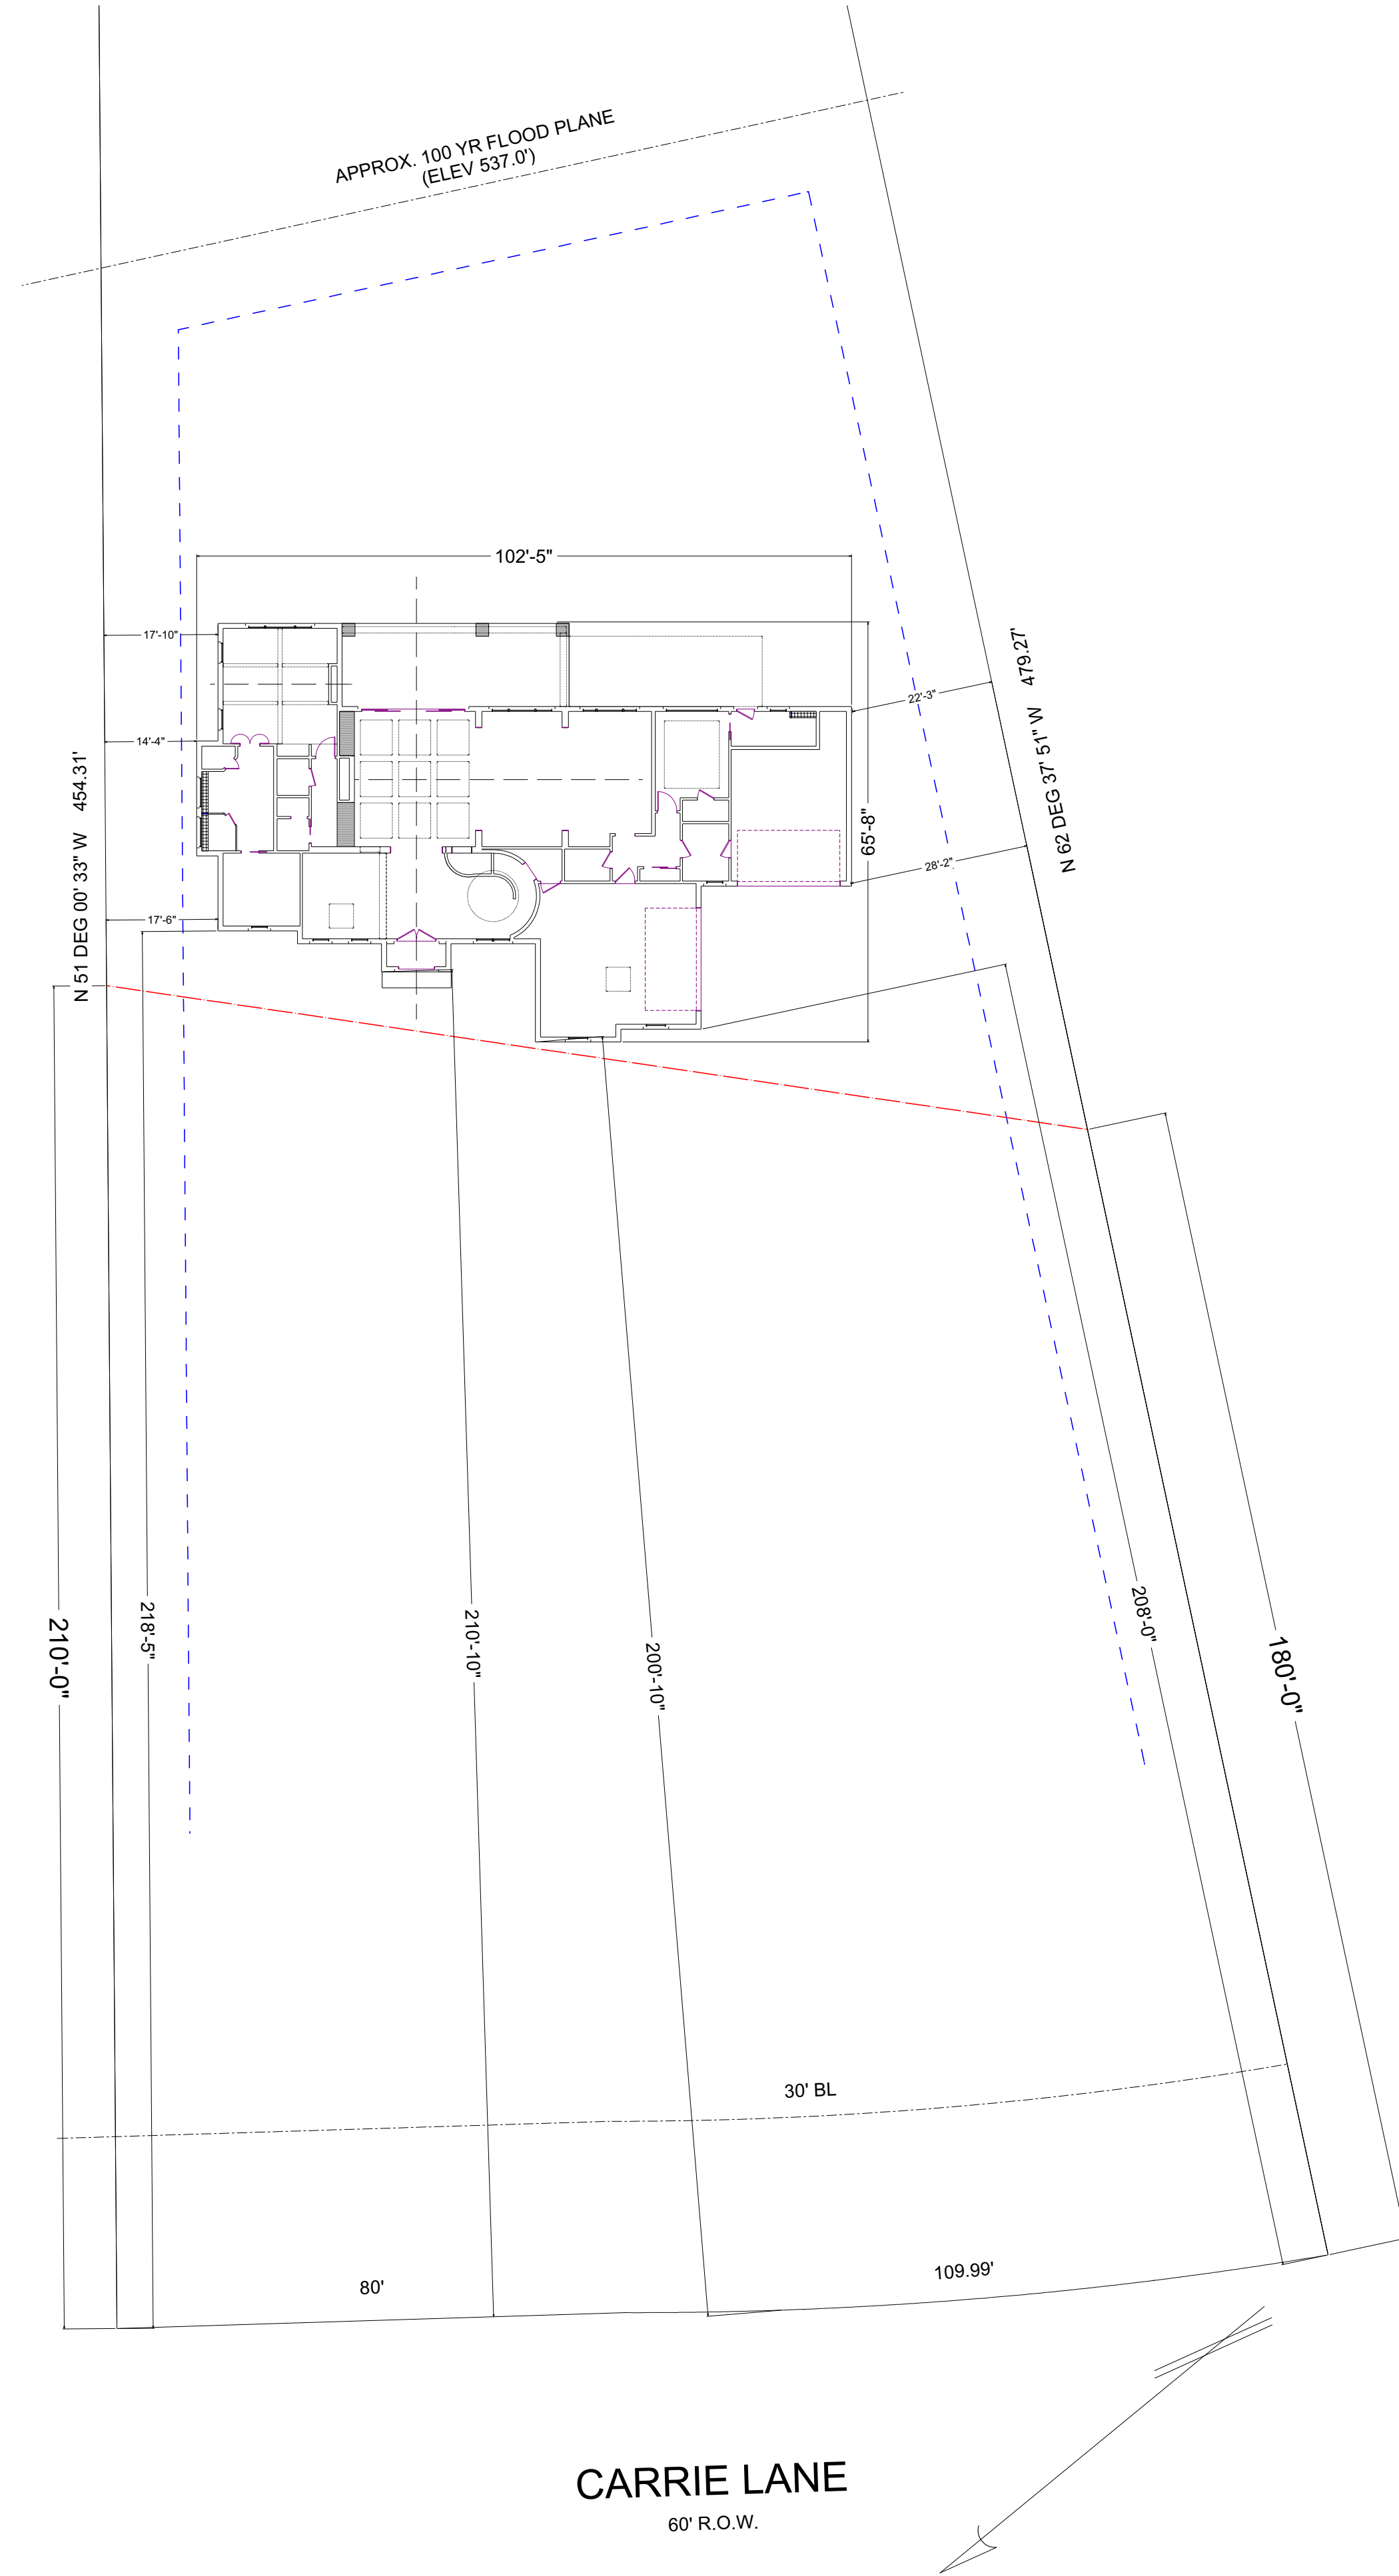 APPROX. 100 YR FLOOD PLANE
(ELEV 537.0')
102'-5"
17'-10"
14'-4"
17'-6"
22'-3"
28'-2"
65'-8"
N 51 DEG 00' 33" W 454.31'
N 62 DEG 37' 51" W 479.27'
210'-0"
218'-5"
210'-10"
200'-10"
208'-0"
180'-0"
30' BL
80'
109.99'
CARRIE LANE
60' R.O.W.